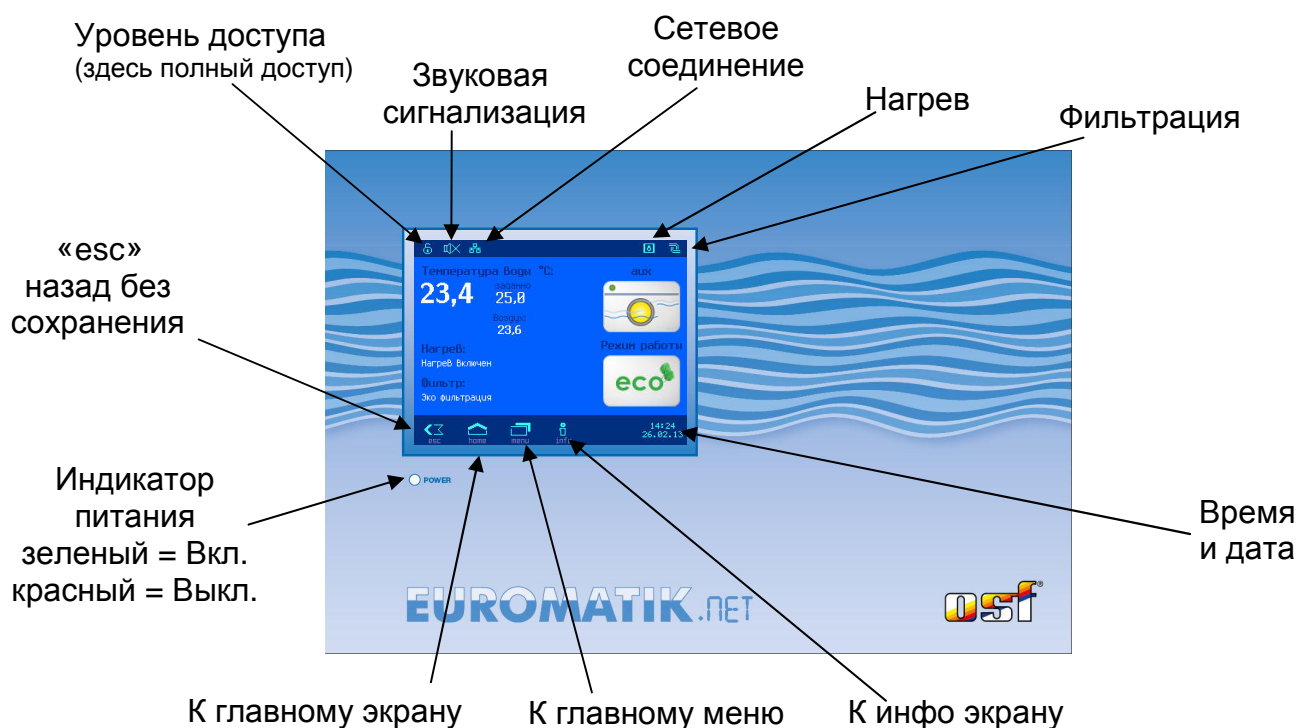 Уровень доступа
(здесь полный доступ)
Звуковая
сигнализация
Сетевое
соединение
Нагрев
Фильтрация
«esc»
назад без
сохранения
Температура воды °C:
aux
23,4
заданно
25,0
Воздух:
23,6
Нагрев:
Нагрев Включен
Режим работы
eco
Фильтр:
Эко фильтрация
esc
home
menu
info
14:24
26.02.13
Индикатор
питания
зеленый = Вкл.
красный = Выкл.
POWER
Время
и дата
EUROMATIK.NET
osf®
К главному экрану
К главному меню
К инфо экрану